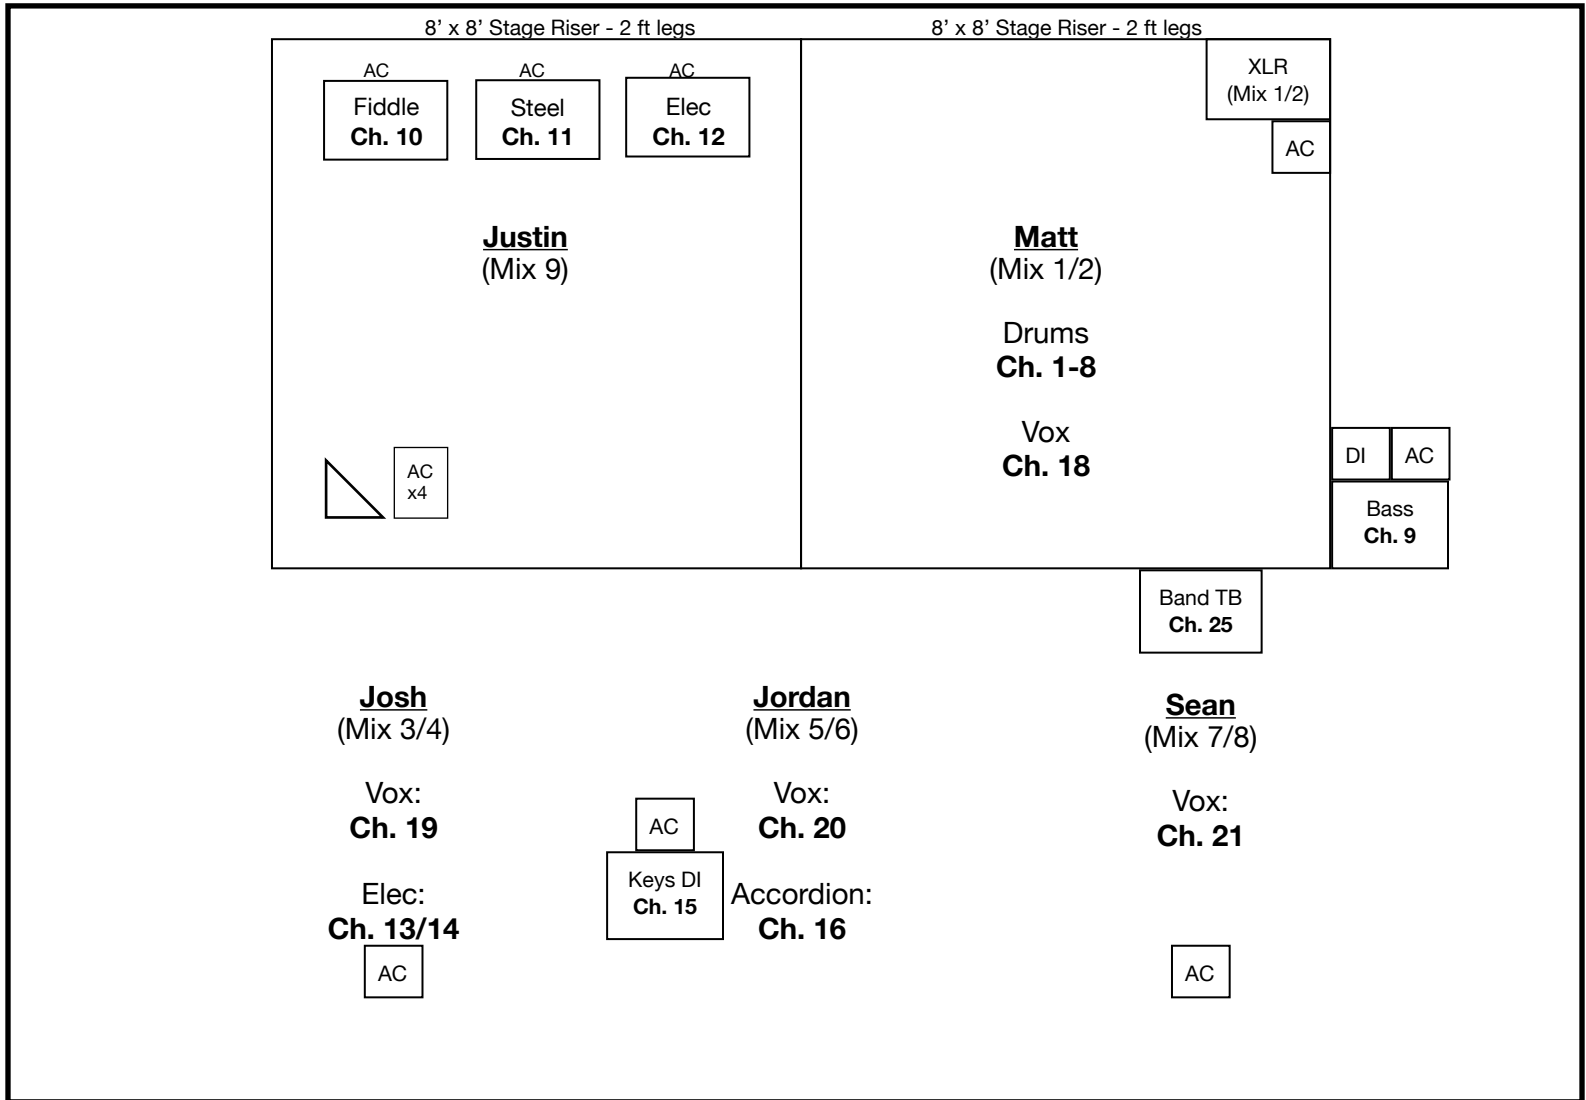 8’ x 8’ Stage Riser - 2 ft legs
8’ x 8’ Stage Riser - 2 ft legs
AC
AC
AC
Fiddle
Ch. 10
Steel
Ch. 11
Elec
Ch. 12
XLR
(Mix 1/2)
AC
Justin
(Mix 9)
Matt
(Mix 1/2)
Drums
Ch. 1-8
Vox
Ch. 18
AC
x4
DI
AC
Bass
Ch. 9
Band TB
Ch. 25
Josh
(Mix 3/4)
Vox:
Ch. 19
Elec:
Ch. 13/14
AC
AC
Keys DI
Ch. 15
Jordan
(Mix 5/6)
Vox:
Ch. 20
Accordion:
Ch. 16
Sean
(Mix 7/8)
Vox:
Ch. 21
AC